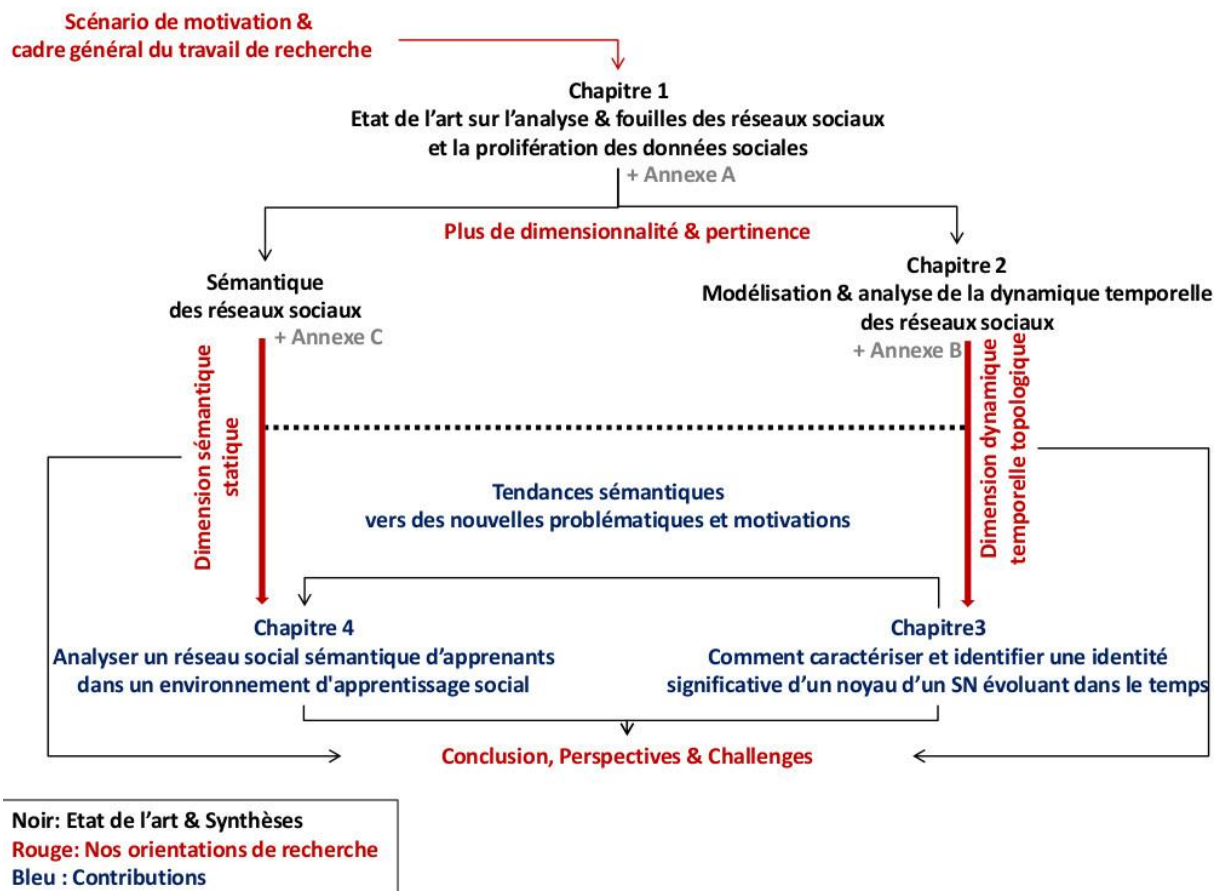 Scénario de motivation &
cadre général du travail de recherche
Chapitre 1
Etat de l’art sur l’analyse & fouilles des réseaux sociaux
et la prolifération des données sociales
+ Annexe A
Plus de dimensionnalité & pertinence
Sémantique
des réseaux sociaux
+ Annexe C
Chapitre 2
Modélisation & analyse de la dynamique temporelle
des réseaux sociaux
+ Annexe B
Dimension sémantique
statique
Dimension dynamique
temporelle topologique
Tendances sémantiques
vers des nouvelles problématiques et motivations
Chapitre 4
Analyser un réseau social sémantique d’apprenants
dans un environnement d'apprentissage social
Chapitre3
Comment caractériser et identifier une identité
significative d’un noyau d’un SN évoluant dans le temps
Conclusion, Perspectives & Challenges
Noir: Etat de l’art & Synthèses
Rouge: Nos orientations de recherche
Bleu : Contributions